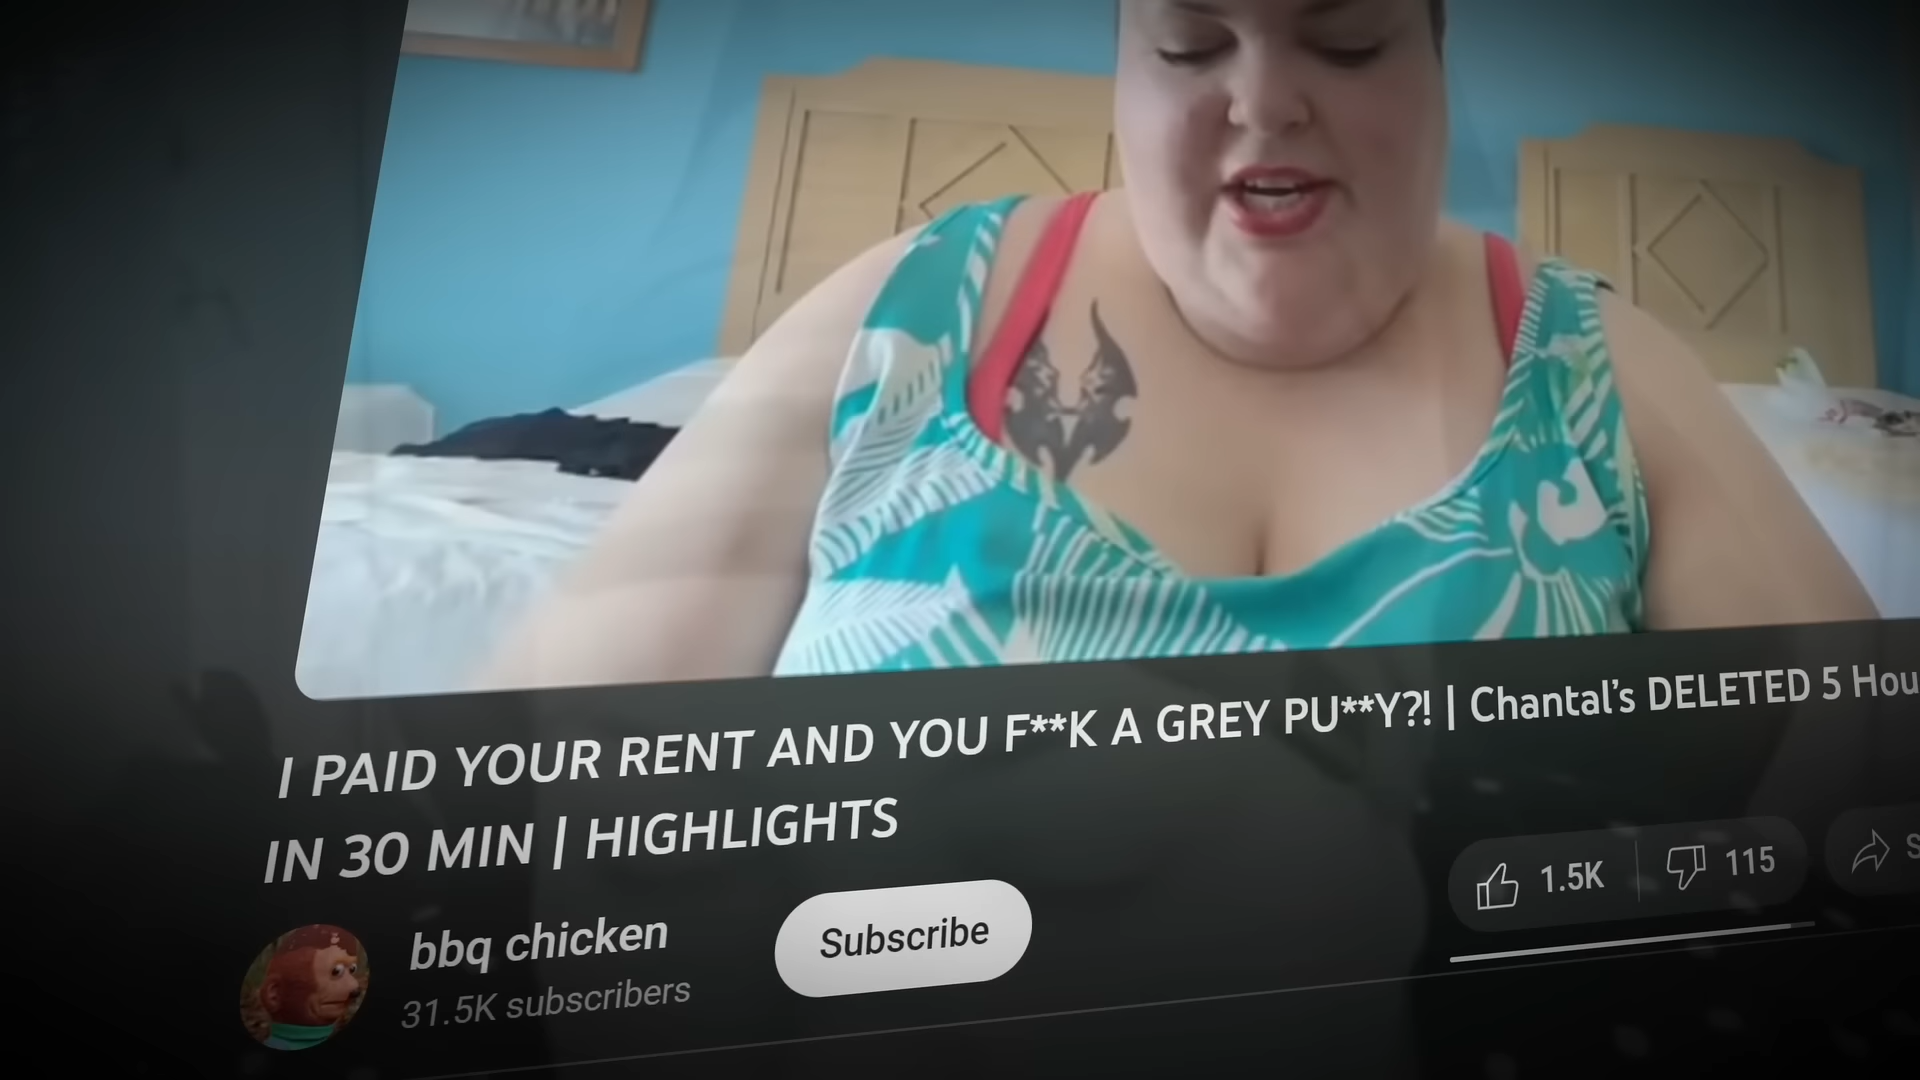 I PAID YOUR RENT AND YOU F**K A GREY PU**Y?! | Chantal's DELETED 5 Hou
IN 30 MIN | HIGHLIGHTS
bbq chicken
31.5K subscribers
Subscribe
1.5K
115
S